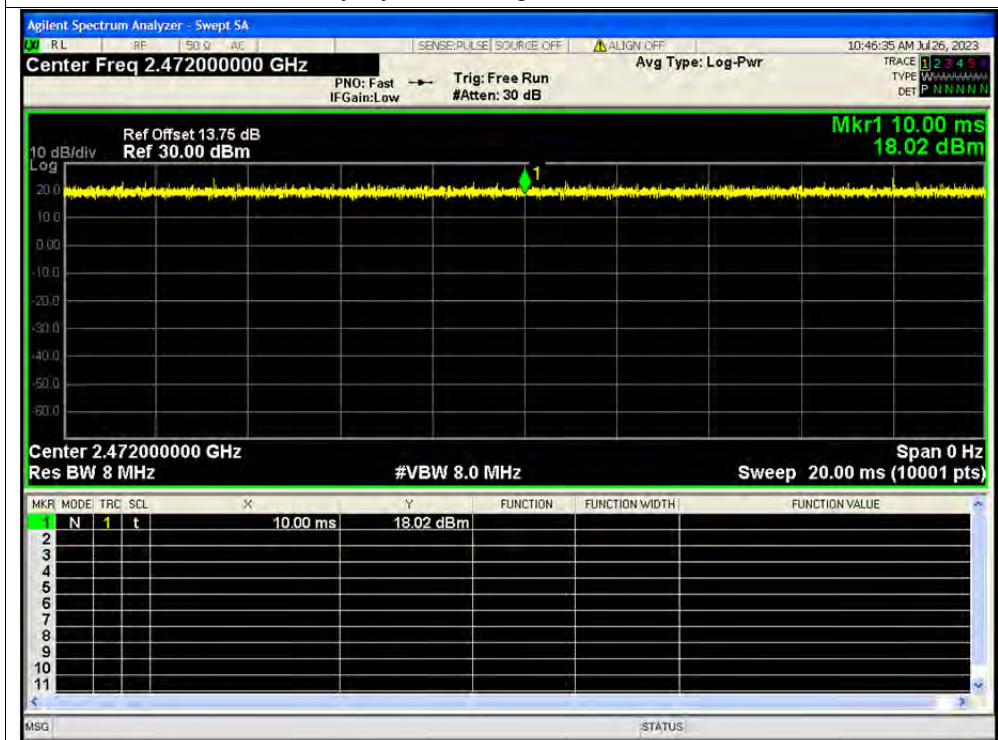 Agilent Spectrum Analyzer - Swept SA
RL RF 50 Ω AC SENSE:PULSE SOURCE OFF ALIGN OFF 10:46:35 AM Jul 26, 2023
Center Freq 2.472000000 GHz Avg Type: Log-Pwr TRACE 1 2 3 4 5 6
PNO: Fast Trig: Free Run TYPE
IFGain:Low #Atten: 30 dB DET P N N N N N
Mkr1 10.00 ms
Ref Offset 13.75 dB
10 dB/div Ref 30.00 dBm 18.02 dBm
Log
1
20.0
10.0
0.00
-10.0
-20.0
-30.0
-40.0
-50.0
-60.0
Center 2.472000000 GHz Span 0 Hz
Res BW 8 MHz #VBW 8.0 MHz Sweep 20.00 ms (10001 pts)
MKR MODE TRC SCL X Y FUNCTION FUNCTION WIDTH FUNCTION VALUE
1 N 1 t 10.00 ms 18.02 dBm
2
3
4
5
6
7
8
9
10
11
MSG STATUS